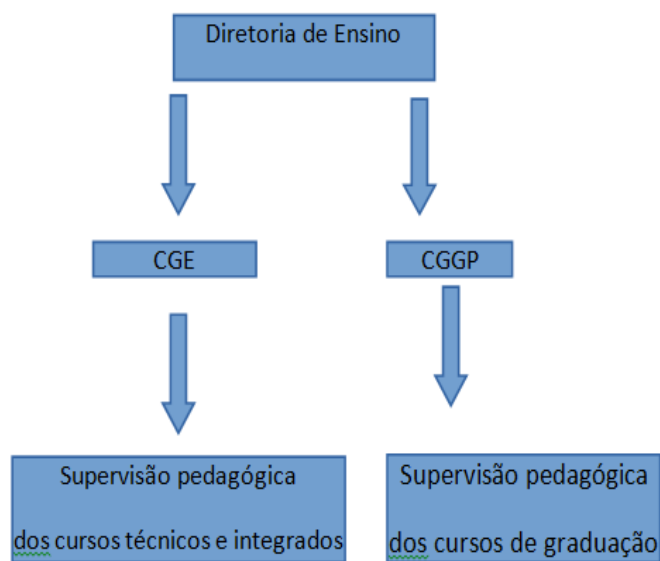 Diretoria de Ensino
CGE
CGGP
Supervisão pedagógica
dos cursos técnicos e integrados
Supervisão pedagógica
dos cursos de graduação